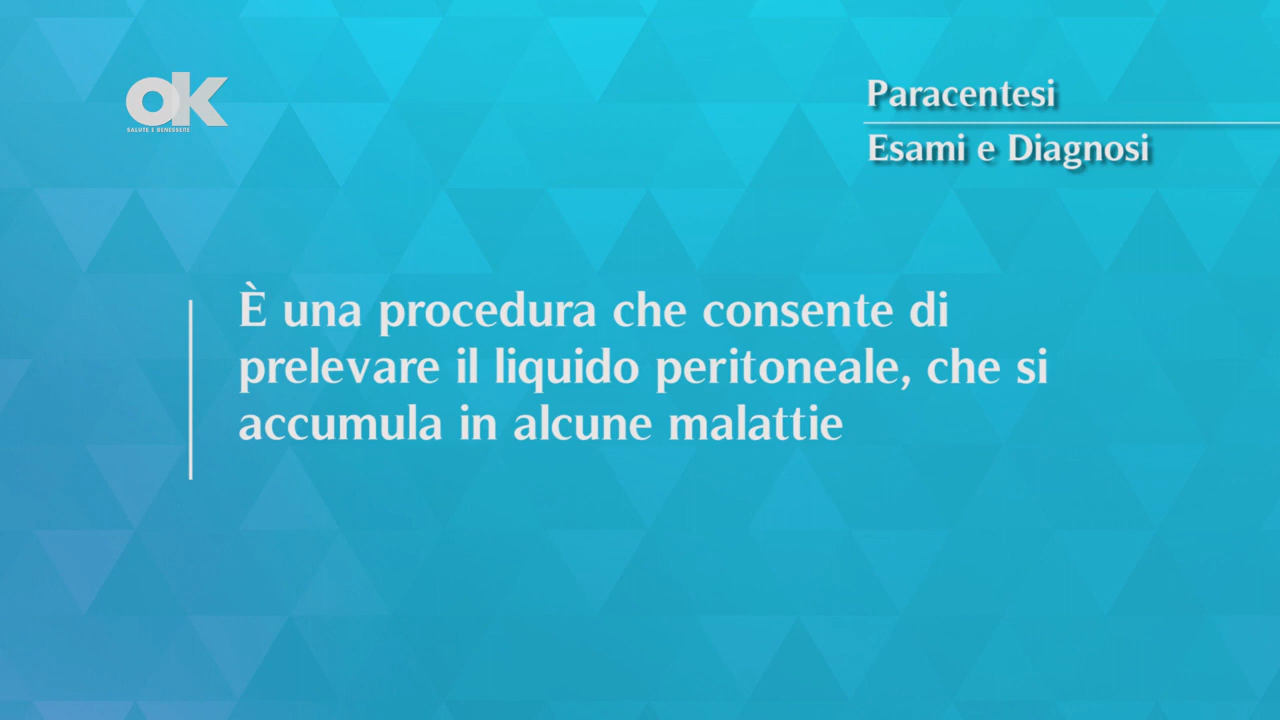 ok
SALUTE E BENESSERE
Paracentesi
Esami e Diagnosi
È una procedura che consente di
prelevare il liquido peritoneale, che si
accumula in alcune malattie